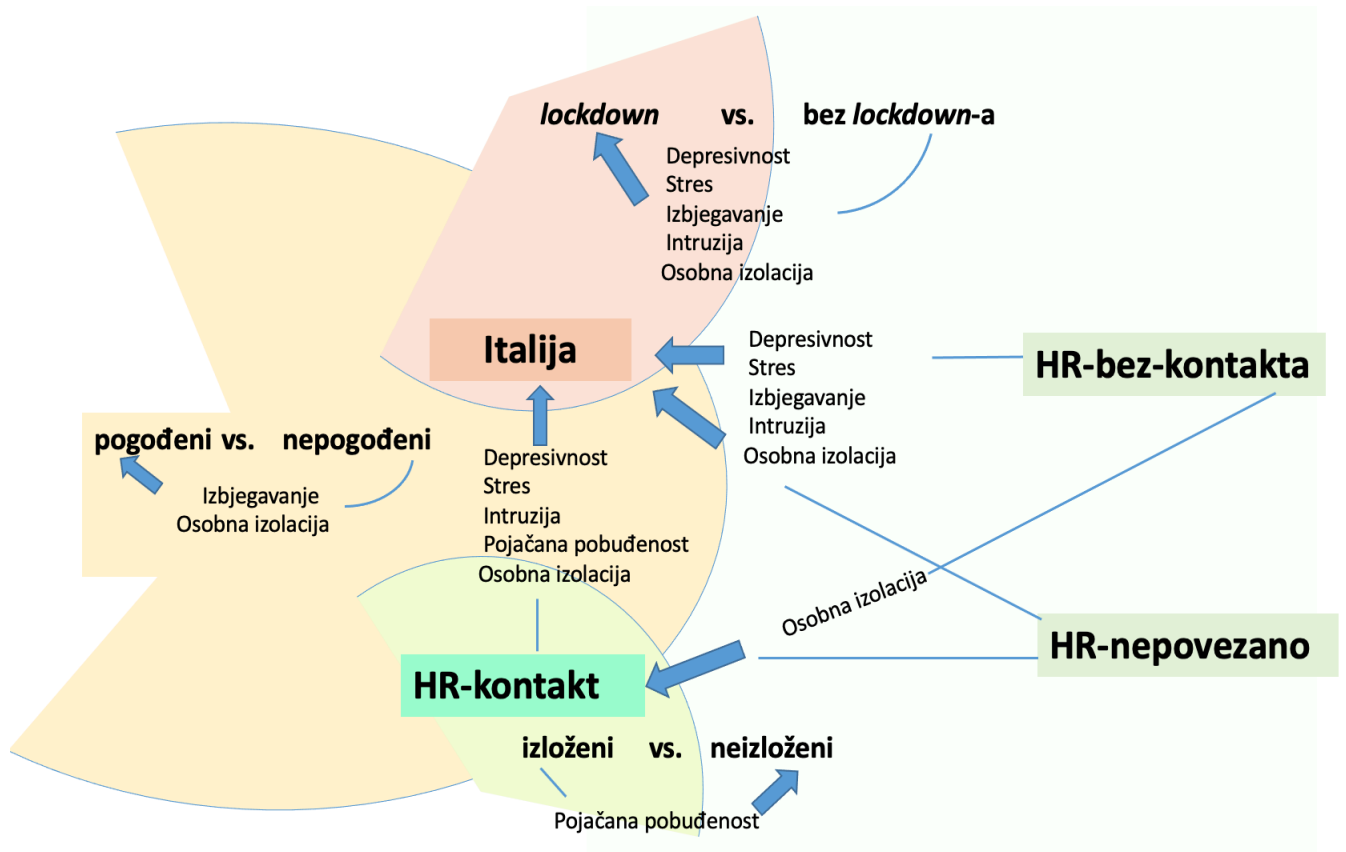 lockdown vs. bez lockdown-a
Depresivnost
Stres
Izbjegavanje
Intruzija
Osobna izolacija
Italija
Depresivnost
Stres
Izbjegavanje
Intruzija
Osobna izolacija
HR-bez-kontakta
pogođeni vs. nepogođeni
Izbjegavanje
Osobna izolacija
Depresivnost
Stres
Intruzija
Pojačana pobuđenost
Osobna izolacija
Osobna izolacija
HR-nepovezano
HR-kontakt
izloženi vs. neizloženi
Pojačana pobuđenost